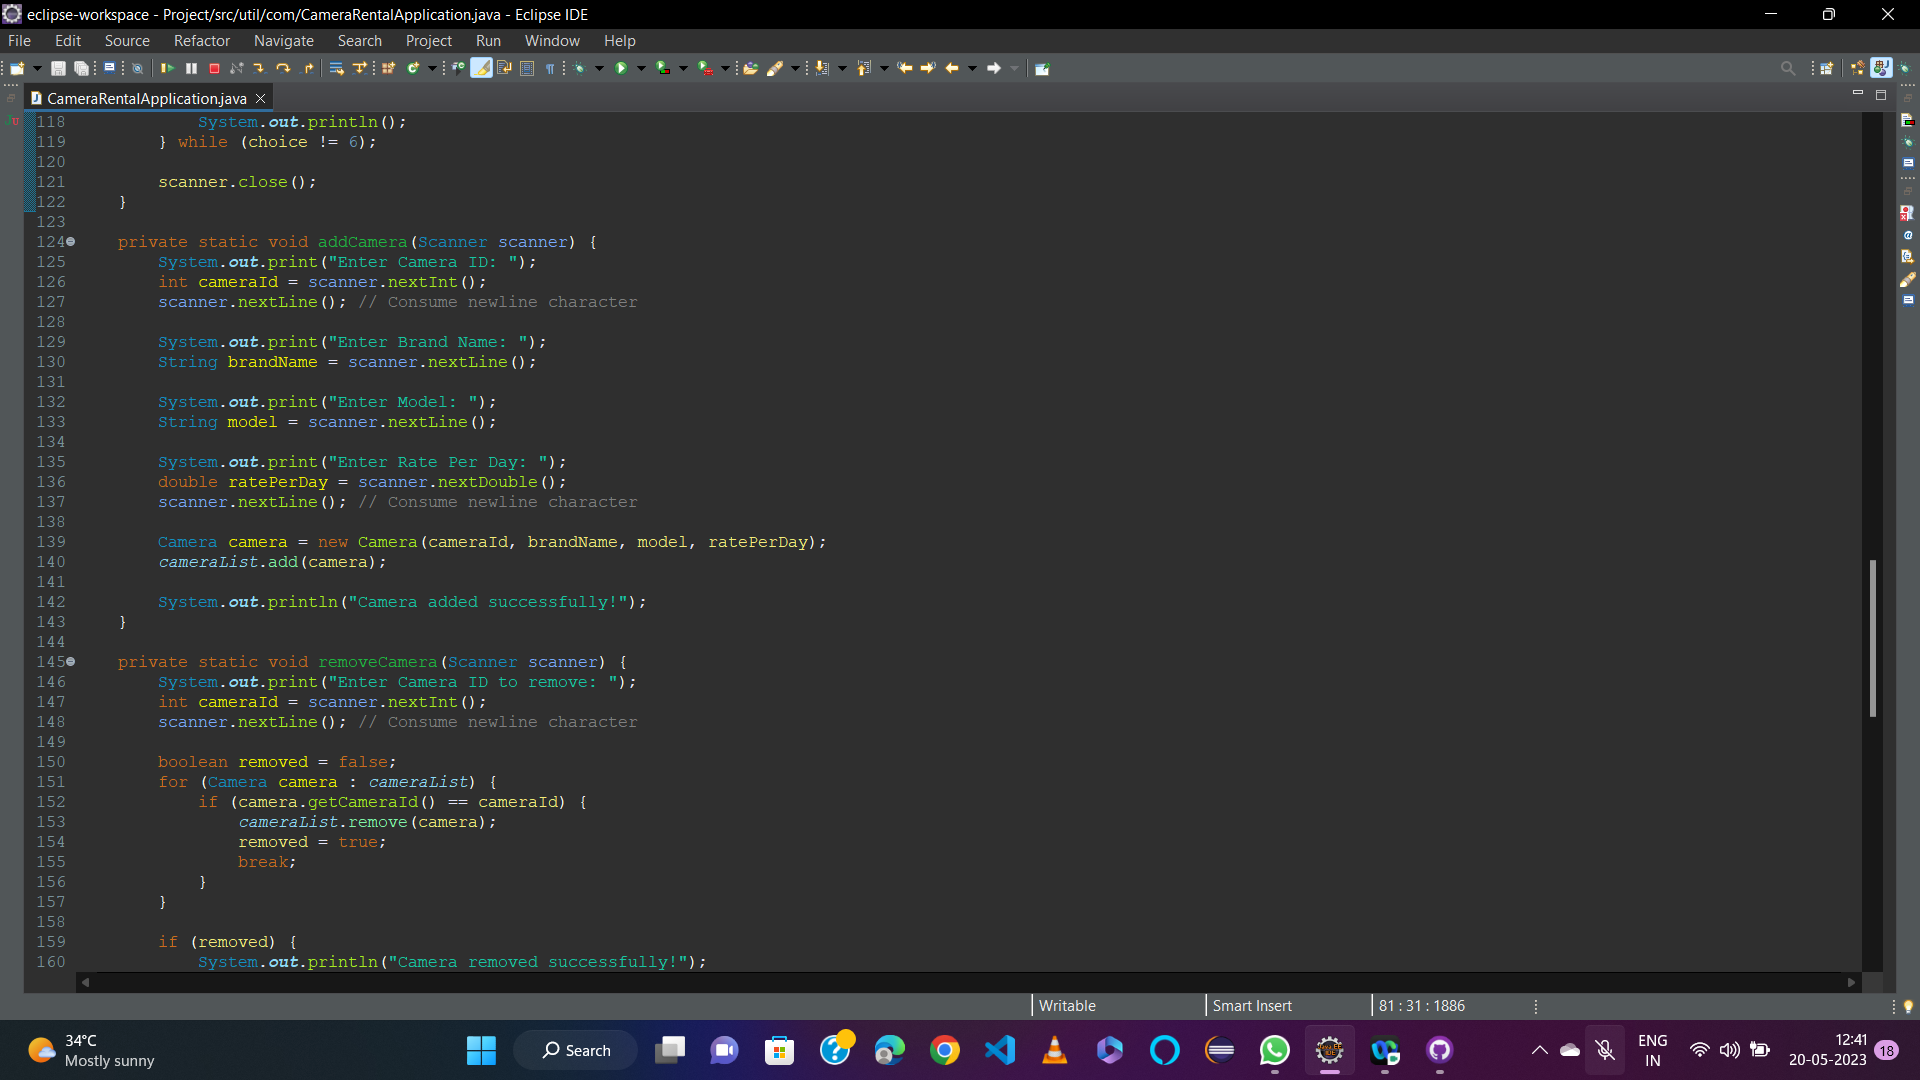 eclipse-workspace - Project/src/util/com/CameraRentalApplication.java - Eclipse IDE
File Edit Source Refactor Navigate Search Project Run Window Help
CameraRentalApplication.java
118             System.out.println();
119         } while (choice != 6);
120
121         scanner.close();
122     }
123
124     private static void addCamera(Scanner scanner) {
125         System.out.print("Enter Camera ID: ");
126         int cameraId = scanner.nextInt();
127         scanner.nextLine(); // Consume newline character
128
129         System.out.print("Enter Brand Name: ");
130         String brandName = scanner.nextLine();
131
132         System.out.print("Enter Model: ");
133         String model = scanner.nextLine();
134
135         System.out.print("Enter Rate Per Day: ");
136         double ratePerDay = scanner.nextDouble();
137         scanner.nextLine(); // Consume newline character
138
139         Camera camera = new Camera(cameraId, brandName, model, ratePerDay);
140         cameraList.add(camera);
141
142         System.out.println("Camera added successfully!");
143     }
144
145     private static void removeCamera(Scanner scanner) {
146         System.out.print("Enter Camera ID to remove: ");
147         int cameraId = scanner.nextInt();
148         scanner.nextLine(); // Consume newline character
149
150         boolean removed = false;
151         for (Camera camera : cameraList) {
152             if (camera.getCameraId() == cameraId) {
153                 cameraList.remove(camera);
154                 removed = true;
155                 break;
156             }
157         }
158
159         if (removed) {
160             System.out.println("Camera removed successfully!");
Writable Smart Insert 81 : 31 : 1886
34°C
Mostly sunny
Search
ENG
IN
12:41
20-05-2023
18